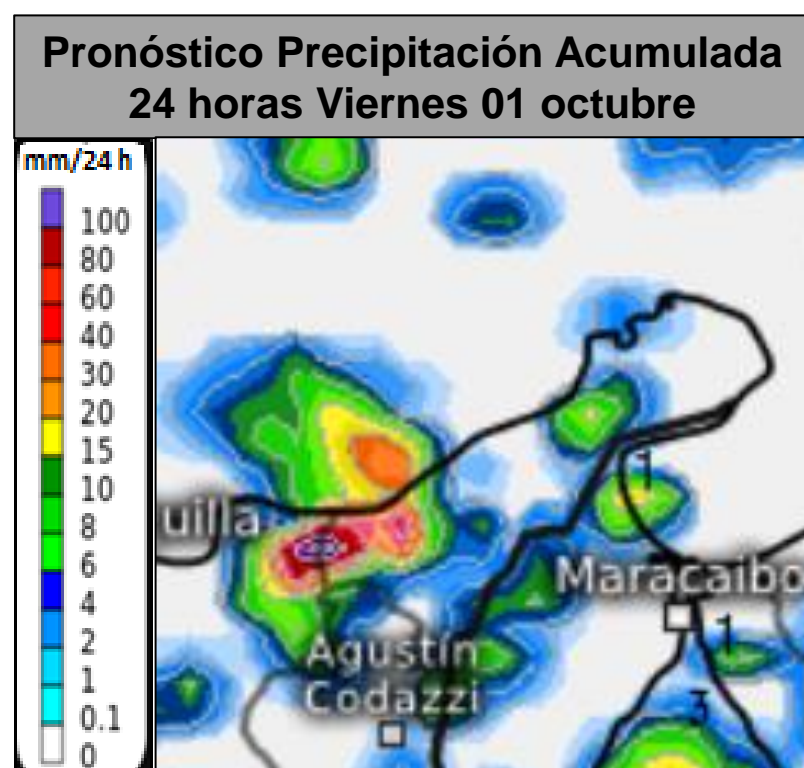 Pronóstico Precipitación Acumulada
24 horas Viernes 01 octubre
mm/24 h
100
80
60
40
30
20
15
10
8
6
4
2
1
0.1
0
uilla
1
Maracaibo
1
Agustín
Codazzi
3